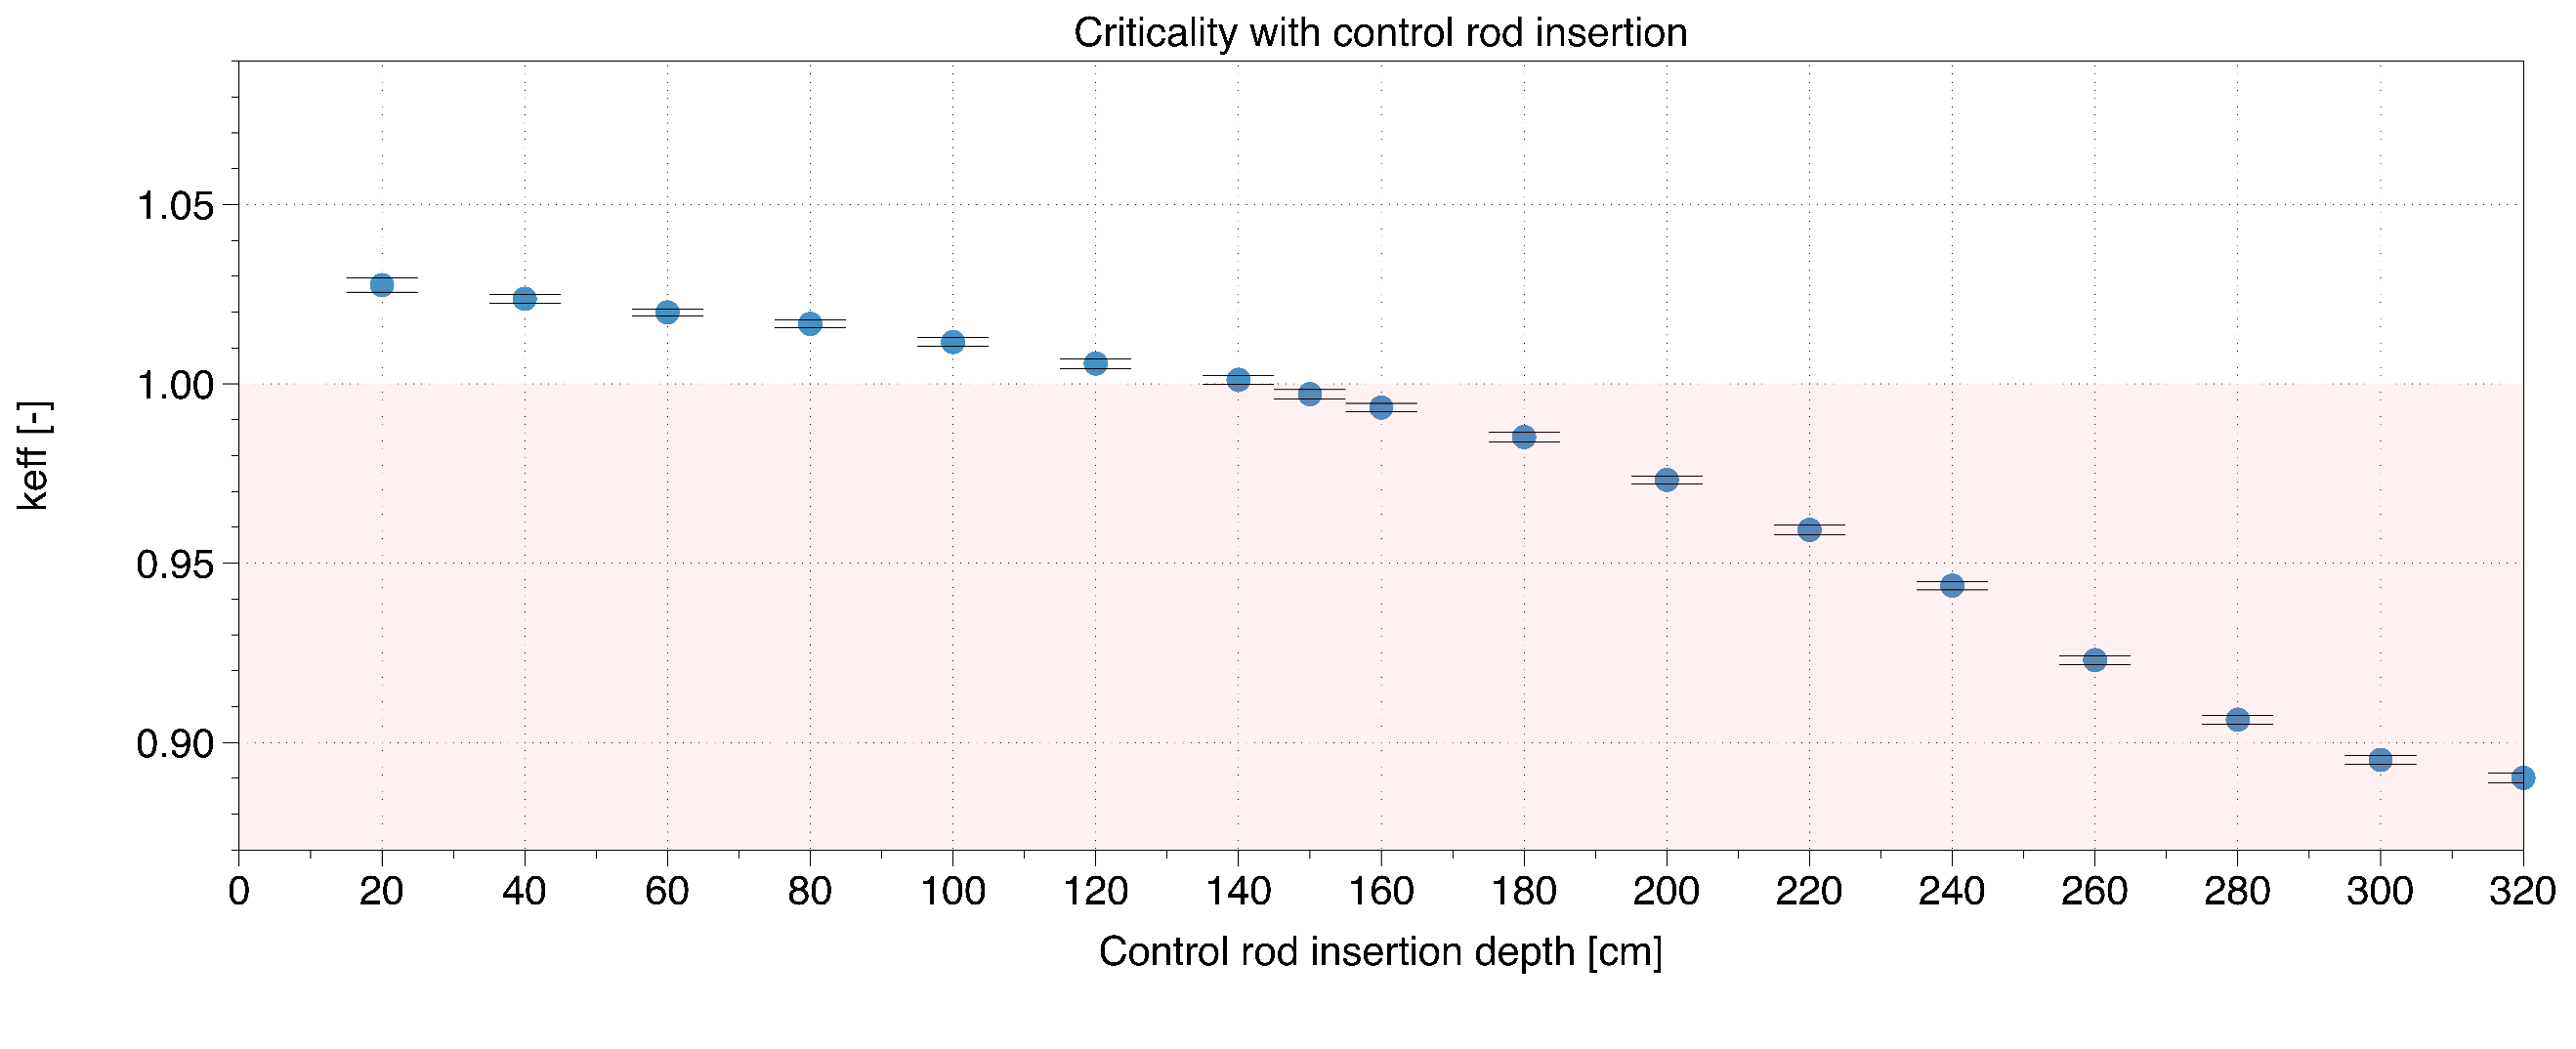 Criticality with control rod insertion
1.05
1.00
0.95
0.90
keff [-]
0 20 40 60 80 100 120 140 160 180 200 220 240 260 280 300 320
Control rod insertion depth [cm]